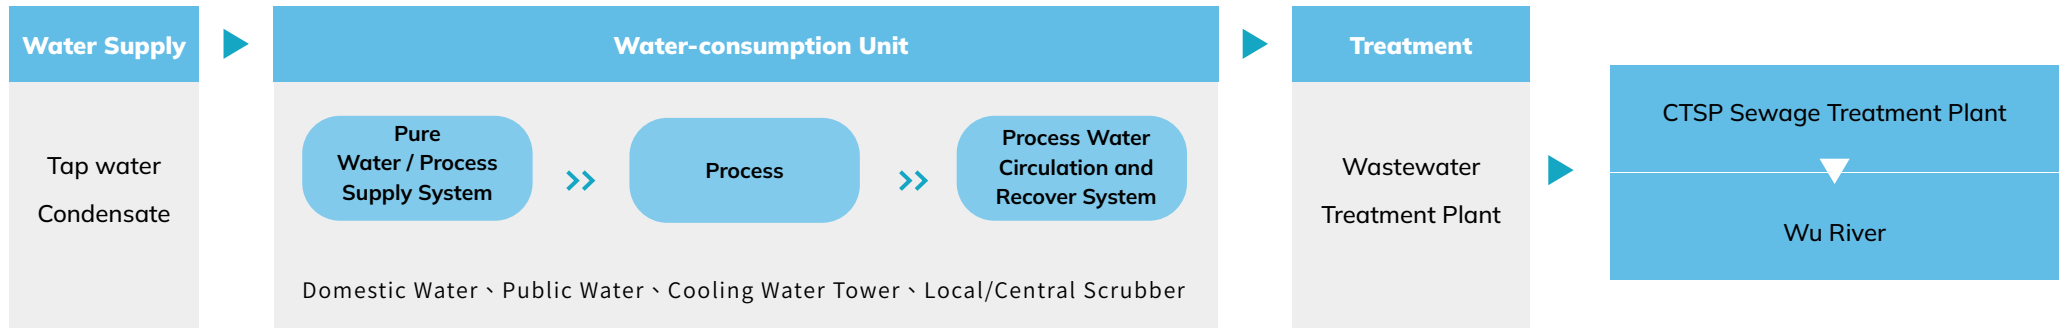 Water Supply
Tap water
Condensate
Water-consumption Unit
Pure
Water / Process
Supply System
Process
Process Water
Circulation and
Recover System
Domestic Water、Public Water、Cooling Water Tower、Local/Central Scrubber
Treatment
Wastewater
Treatment Plant
CTSP Sewage Treatment Plant
Wu River